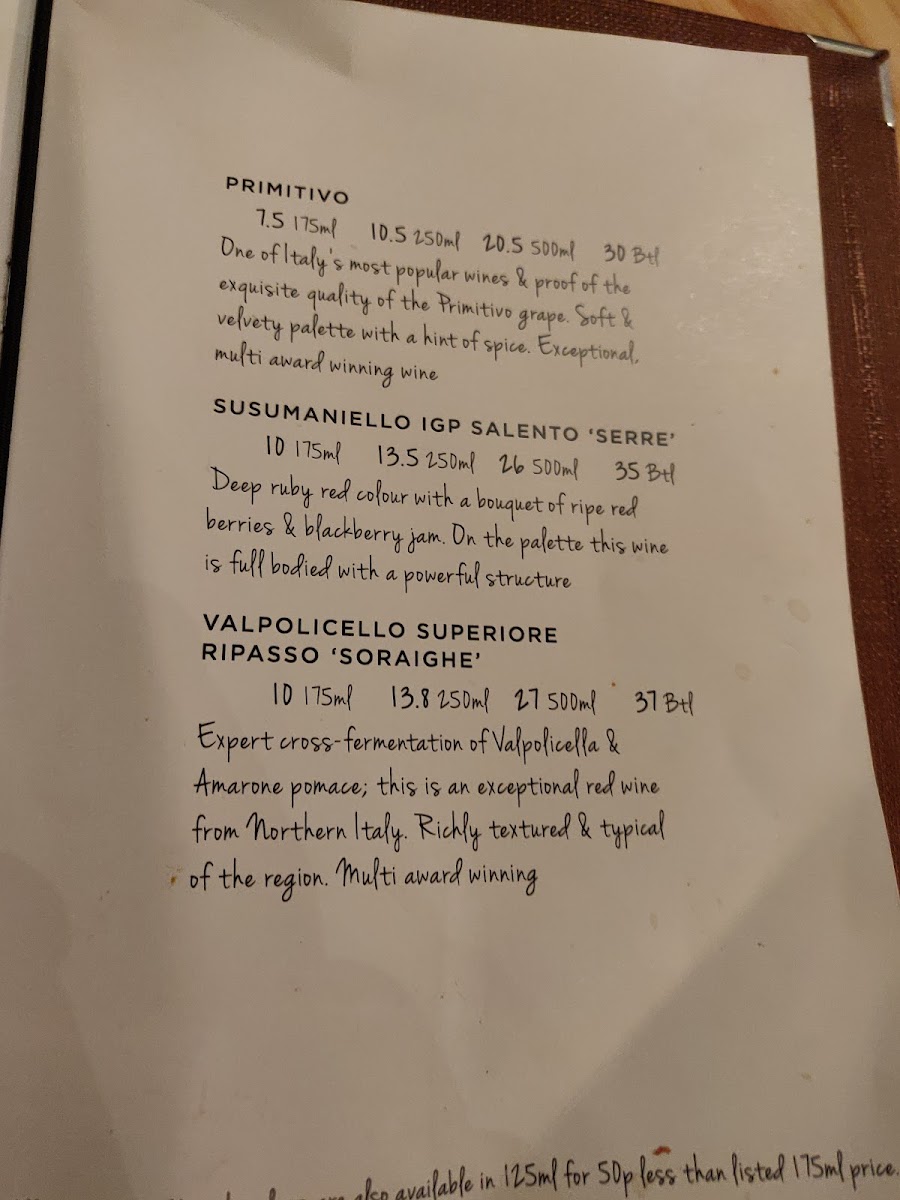 PRIMITIVO
7.5 175ml 10.5 250ml 20.5 500ml 30 Btl
One of Italy's most popular wines & proof of the
exquisite quality of the Primitivo grape. Soft &
velvety palette with a hint of spice. Exceptional,
multi award winning wine
SUSUMANIELLO IGP SALENTO ‘SERRE’
10 175ml 13.5 250ml 26 500ml 35 Btl
Deep ruby red colour with a bouquet of ripe red
berries & blackberry jam. On the palette this wine
is full bodied with a powerful structure
VALPOLICELLO SUPERIORE
RIPASSO ‘SORAIGHE’
10 175ml 13.8 250ml 27 500ml 37 Btl
Expert cross-fermentation of Valpolicella &
Amarone pomace; this is an exceptional red wine
from Northern Italy. Richly textured & typical
of the region. Multi award winning
also available in 125ml for 50p less than listed 175ml price.